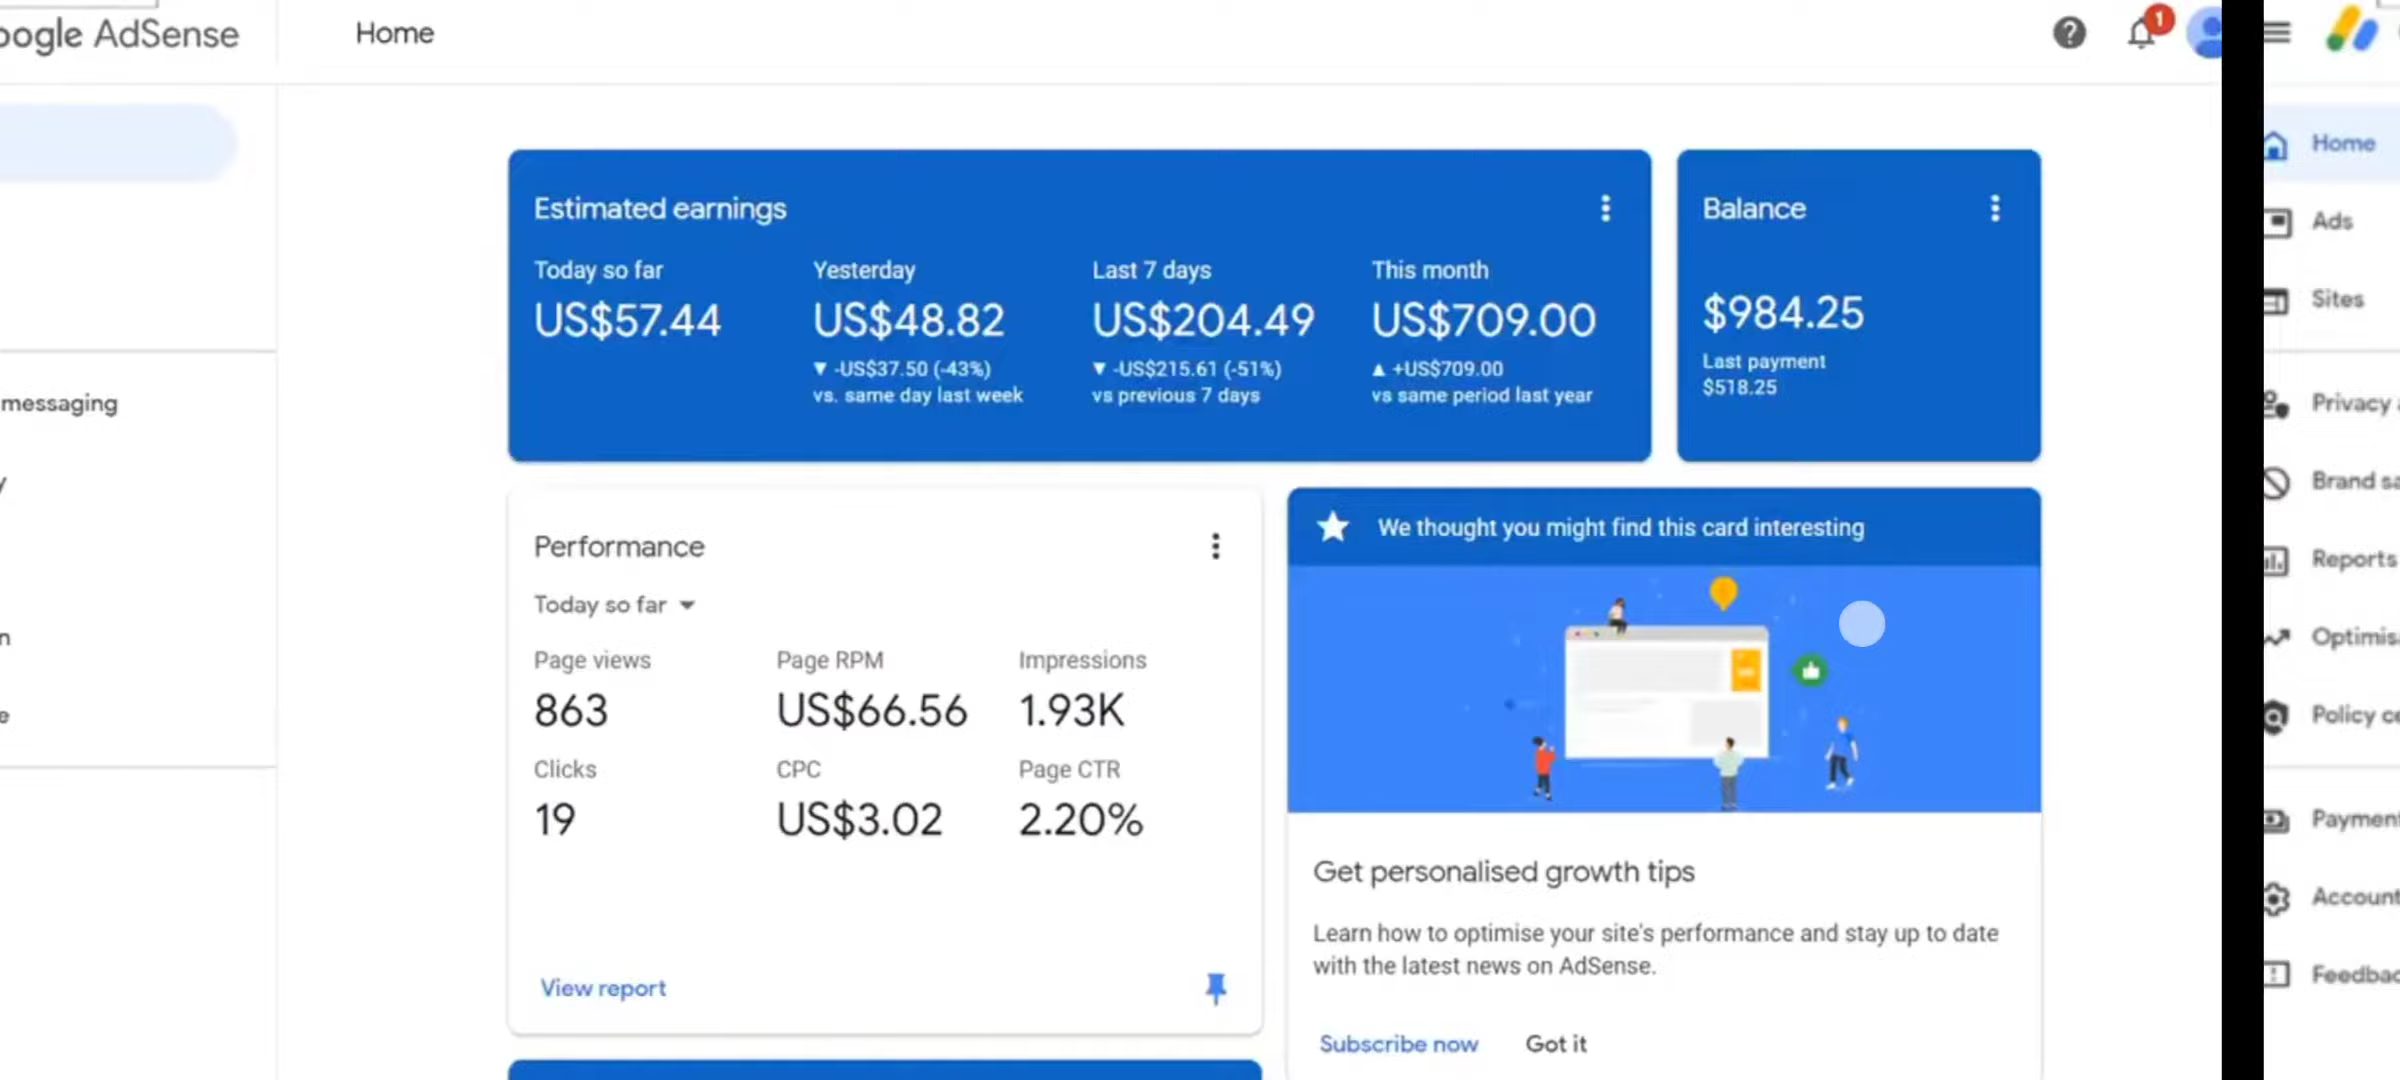 oogle AdSense
Home
1
messaging
Estimated earnings
Today so far
US$57.44
Yesterday
US$48.82
▼ -US$37.50 (-43%)
vs. same day last week
Last 7 days
US$204.49
▼ -US$215.61 (-51%)
vs previous 7 days
This month
US$709.00
▲ +US$709.00
vs same period last year
Balance
$984.25
Last payment
$518.25
Performance
Today so far
Page views
863
Page RPM
US$66.56
Impressions
1.93K
Clicks
19
CPC
US$3.02
Page CTR
2.20%
View report
We thought you might find this card interesting
Get personalised growth tips
Learn how to optimise your site's performance and stay up to date
with the latest news on AdSense.
Subscribe now
Got it
Home
Ads
Sites
Privacy
Brand sa
Reports
Optimis
Policy ce
Payment
Account
Feedbac